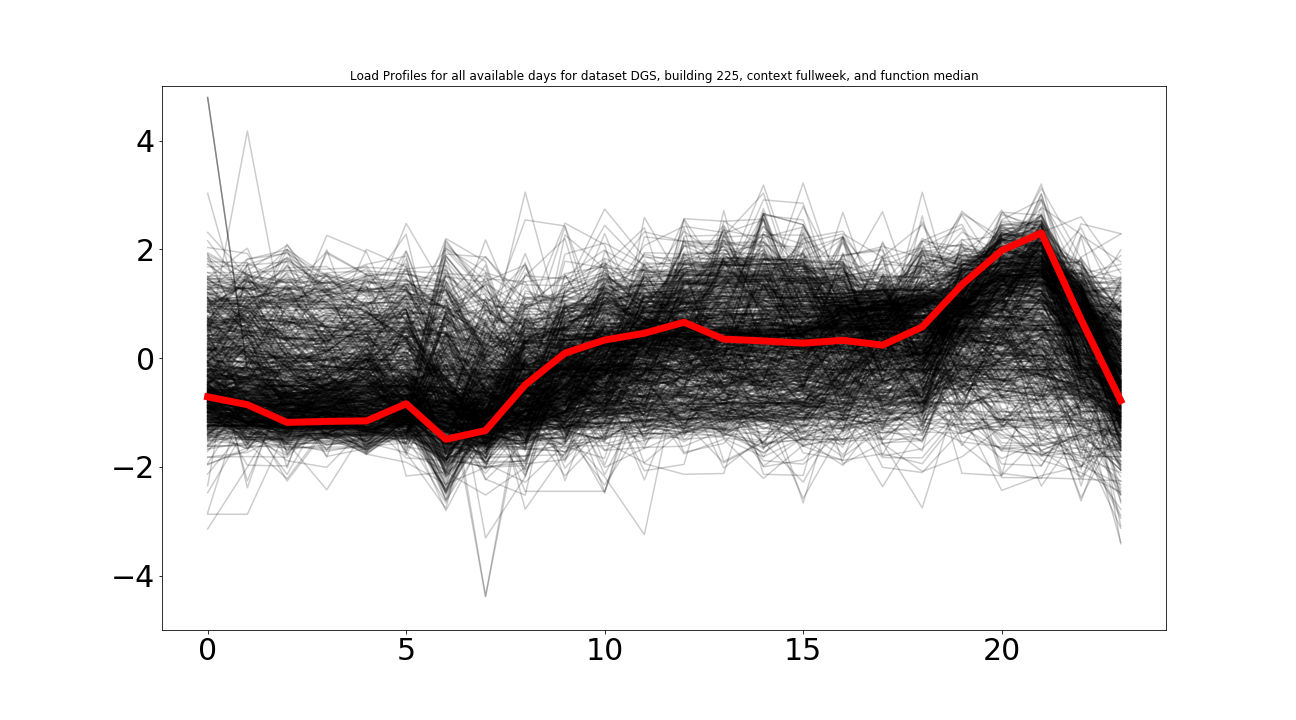 Load Profiles for all available days for dataset DGS, building 225, context fullweek, and function median
4
2
0
−2
−4
0 5 10 15 20